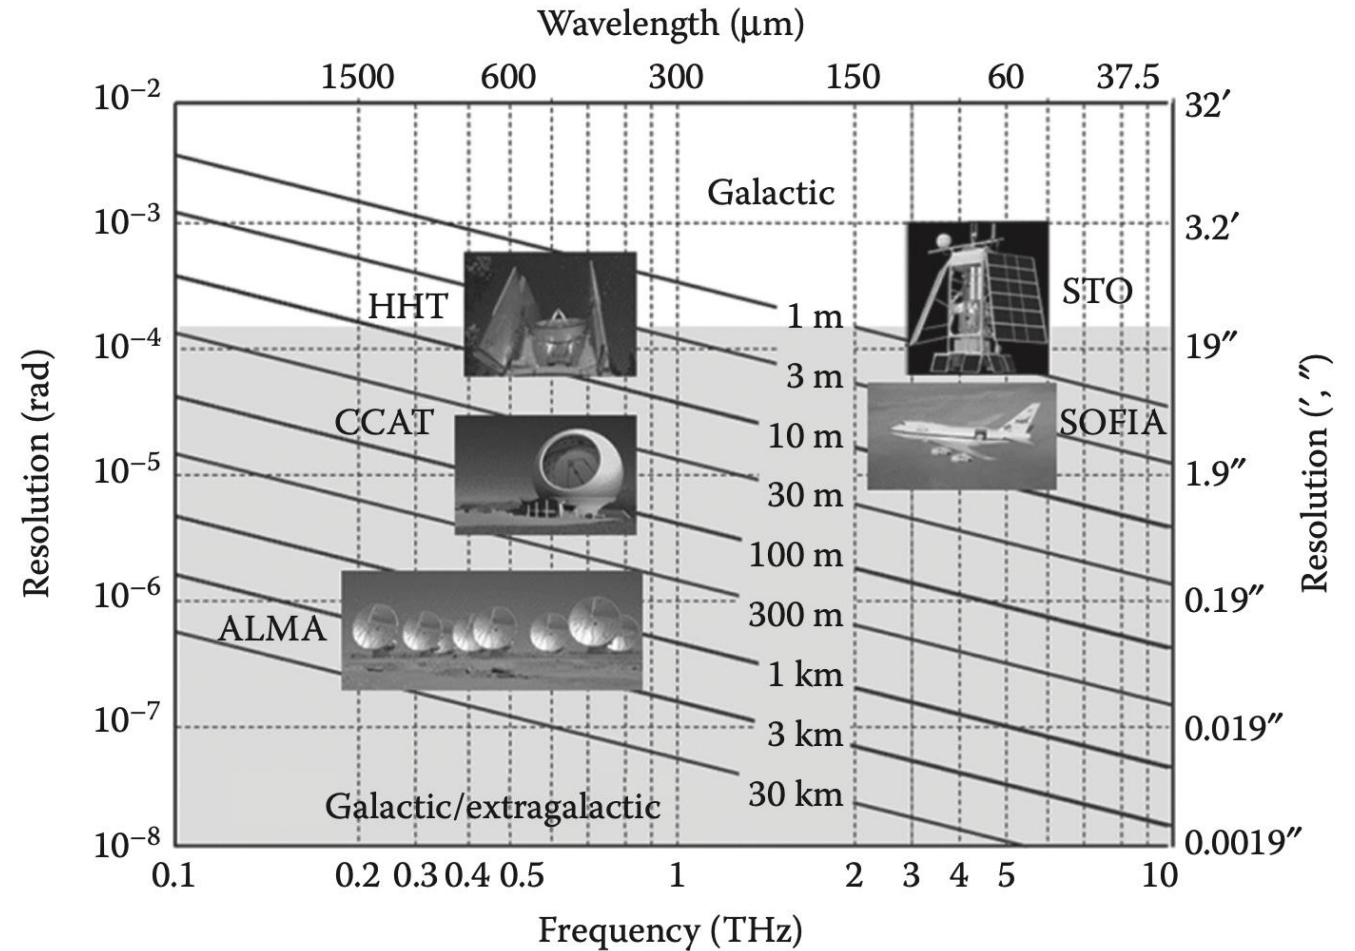 Wavelength (μm)
1500 600 300 150 60 37.5
10⁻² 32′
Galactic
10⁻³ 3.2′
HHT STO
1 m
10⁻⁴ 19″
3 m
CCAT SOFIA
10 m
10⁻⁵ 1.9″
30 m
100 m
10⁻⁶ 0.19″
300 m
ALMA
1 km
10⁻⁷ 0.019″
3 km
30 km
Galactic/extragalactic
10⁻⁸ 0.0019″
0.1 0.2 0.3 0.4 0.5 1 2 3 4 5 10
Frequency (THz)
Resolution (rad)
Resolution (′, ″)